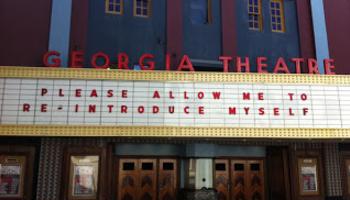 GEORGIA THEATRE
PLEASE ALLOW ME TO
RE-INTRODUCE MYSELF